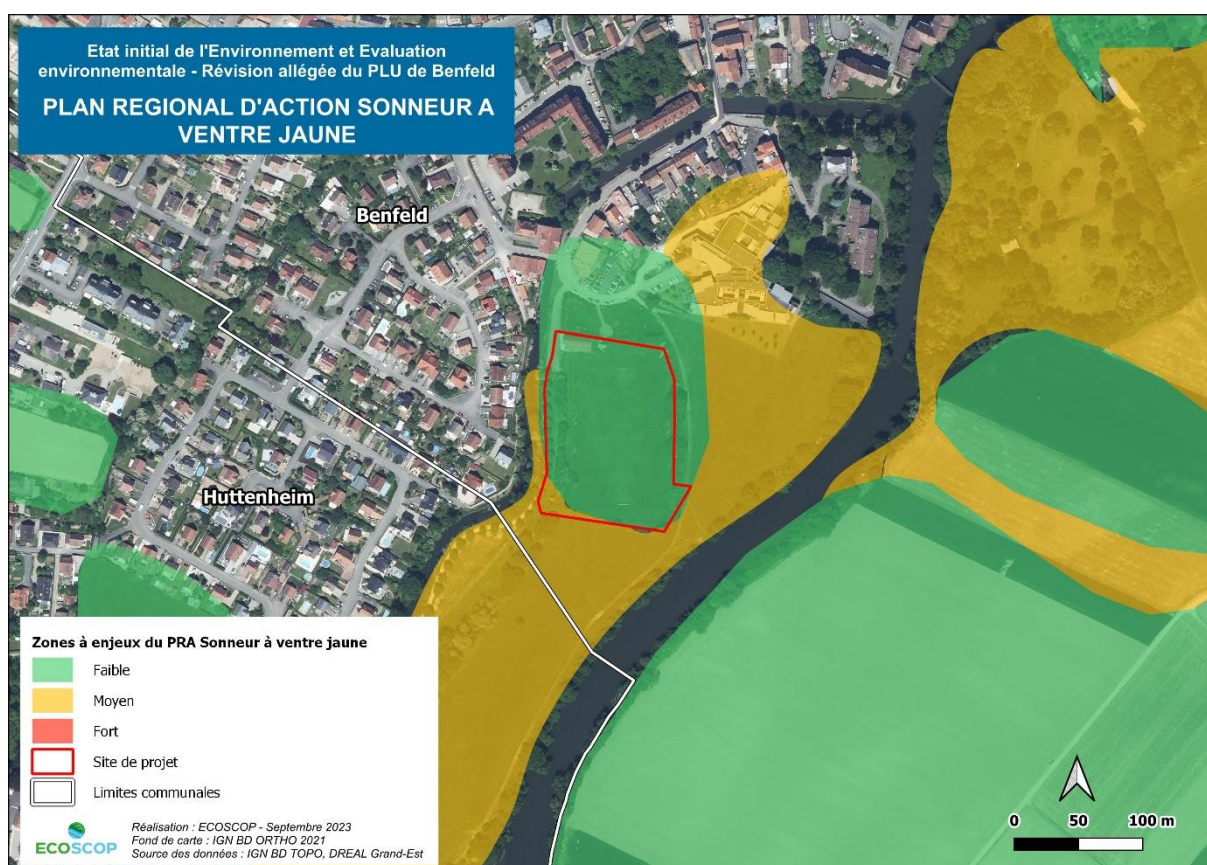 Etat initial de l'Environnement et Evaluation
environnementale - Révision allégée du PLU de Benfeld
PLAN REGIONAL D'ACTION SONNEUR A
VENTRE JAUNE
Benfeld
Huttenheim
Zones à enjeux du PRA Sonneur à ventre jaune
Faible
Moyen
Fort
Site de projet
Limites communales
ECOSCOP
Réalisation : ECOSCOP - Septembre 2023
Fond de carte : IGN BD ORTHO 2021
Source des données : IGN BD TOPO, DREAL Grand-Est
0 50 100 m